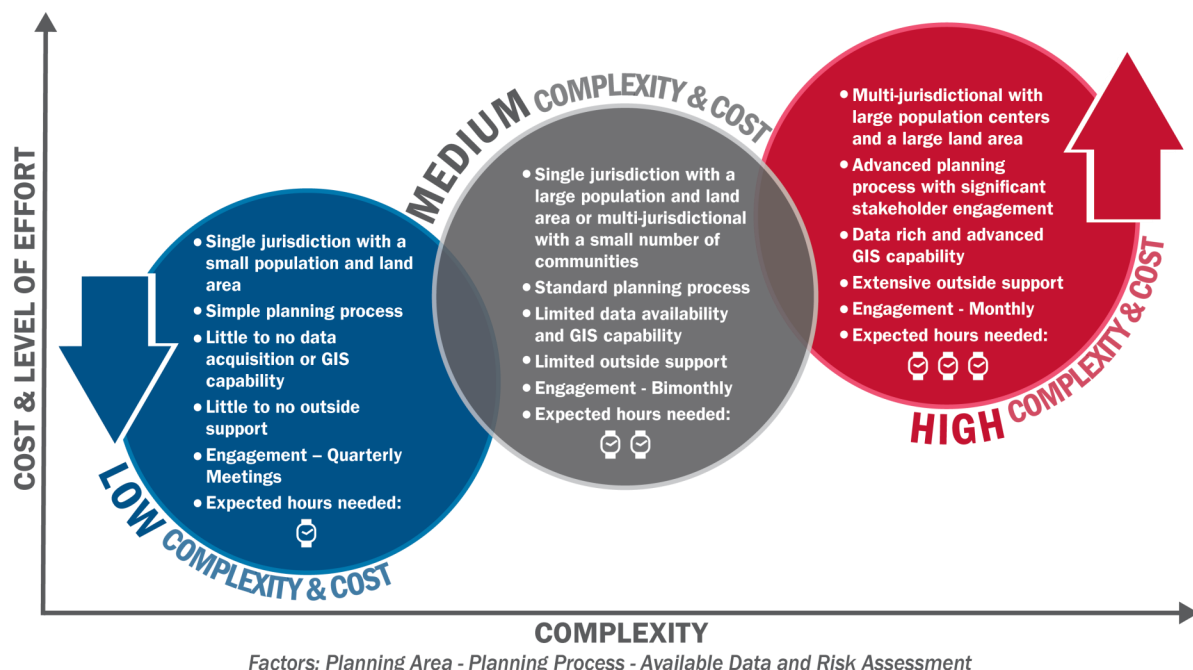 COST & LEVEL OF EFFORT
LOW COMPLEXITY & COST
• Single jurisdiction with a
small population and land
area
• Simple planning process
• Little to no data
acquisition or GIS
capability
• Little to no outside
support
• Engagement – Quarterly
Meetings
• Expected hours needed:
MEDIUM COMPLEXITY & COST
• Single jurisdiction with a
large population and land
area or multi-jurisdictional
with a small number of
communities
• Standard planning process
• Limited data availability
and GIS capability
• Limited outside support
• Engagement - Bimonthly
• Expected hours needed:
HIGH COMPLEXITY & COST
• Multi-jurisdictional with
large population centers
and a large land area
• Advanced planning
process with significant
stakeholder engagement
• Data rich and advanced
GIS capability
• Extensive outside support
• Engagement - Monthly
• Expected hours needed:
COMPLEXITY
Factors: Planning Area - Planning Process - Available Data and Risk Assessment